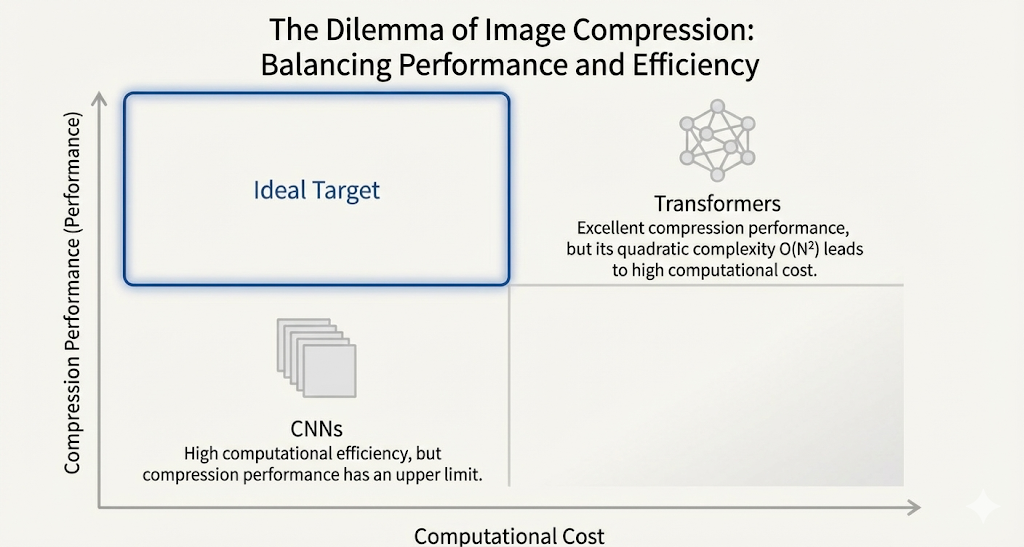 The Dilemma of Image Compression:
Balancing Performance and Efficiency
Compression Performance (Performance)
Ideal Target
Transformers
Excellent compression performance,
but its quadratic complexity O(N²) leads
to high computational cost.
CNNs
High computational efficiency, but
compression performance has an upper limit.
Computational Cost